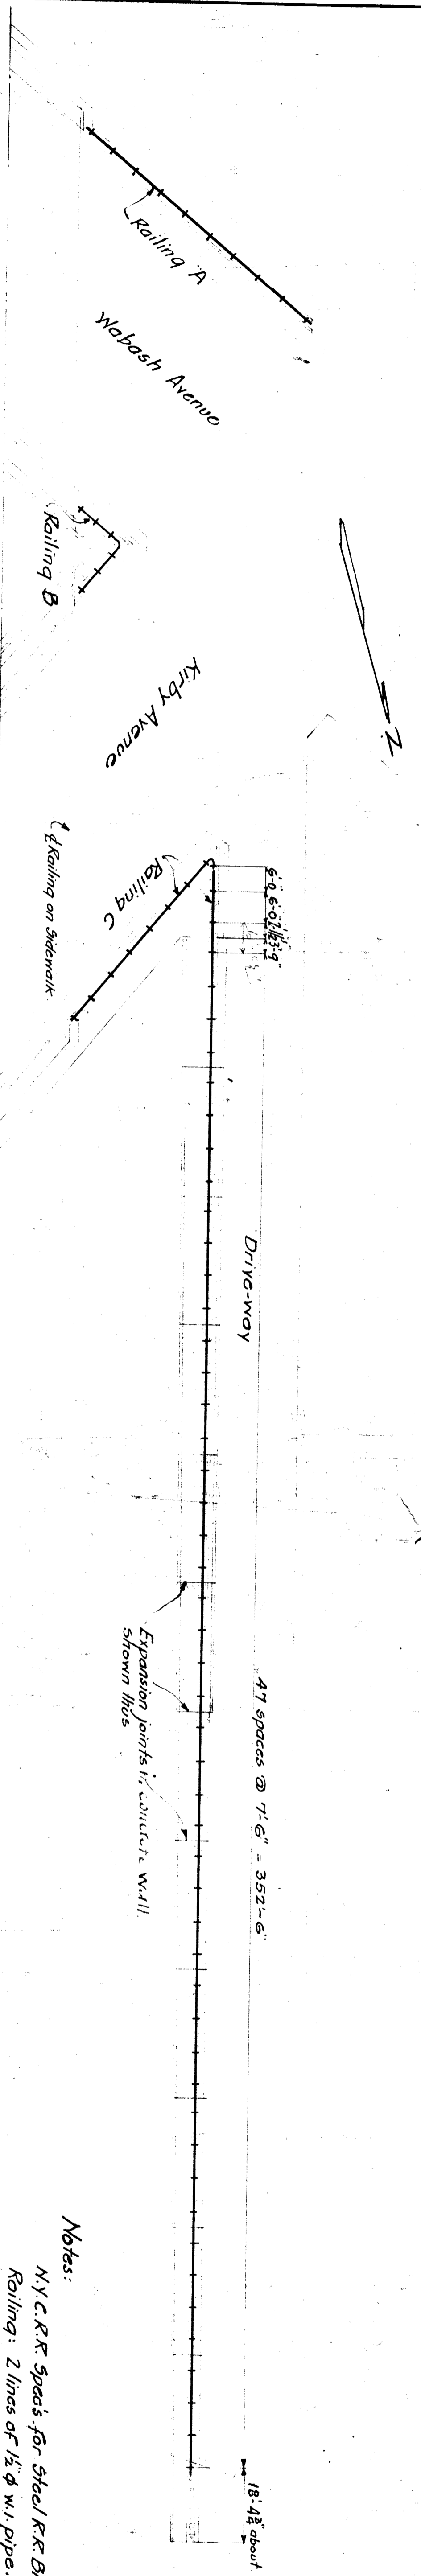 Railing "A"
Wabash Avenue
Railing B
Kirby Avenue
Railing C
℄ Railing on Sidewalk.
6'-0" 6'-0" 3'-9"
Drive-way
47 spaces @ 7'-6" = 352'-6"
Expansion joints in concrete wall.
shown thus
18'-4¾" about
N
Notes:
N.Y.C.R.R. Spec's. for Steel R.R. B
Railing: 2 lines of 1½" φ w.i. pipe.